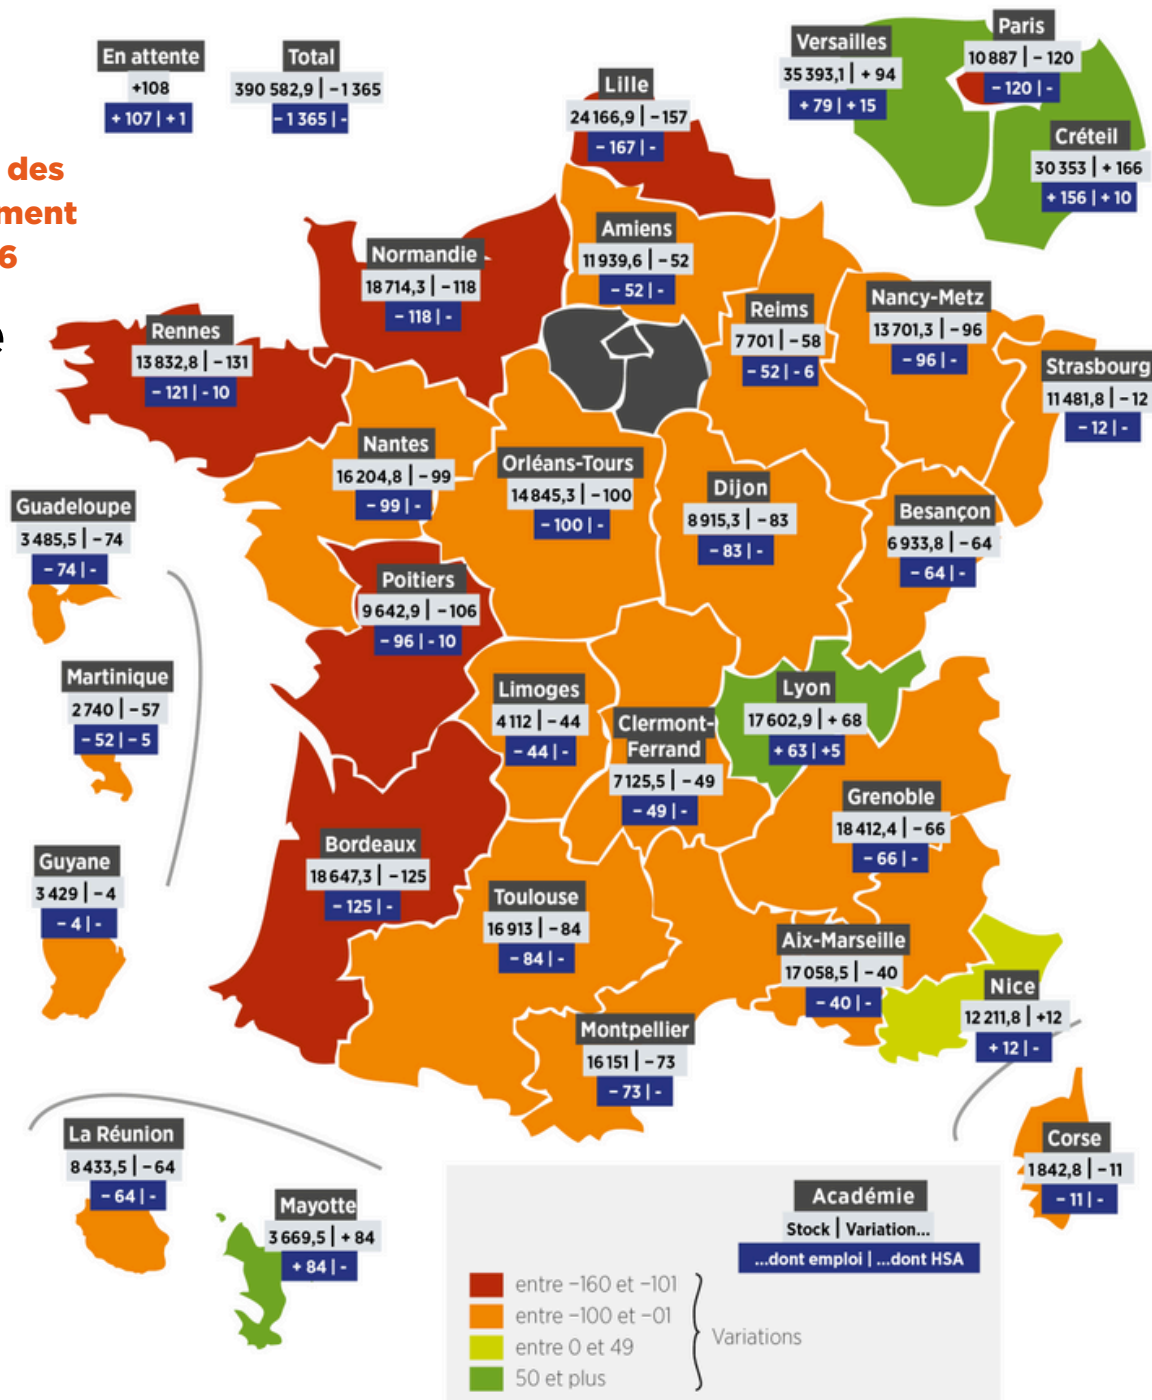 En attente
+108
+ 107 | + 1
Total
390 582,9 | −1 365
− 1 365 | -
des
ment
6
e
Versailles
35 393,1 | + 94
+ 79 | + 15
Paris
10 887 | − 120
− 120 | -
Créteil
30 353 | + 166
+ 156 | + 10
Lille
24 166,9 | −157
− 167 | -
Amiens
11 939,6 | − 52
− 52 | -
Normandie
18 714,3 | −118
− 118 | -
Rennes
13 832,8 | −131
− 121 | - 10
Reims
7 701 | − 58
− 52 | - 6
Nancy-Metz
13 701,3 | − 96
− 96 | -
Strasbourg
11 481,8 | − 12
− 12 | -
Nantes
16 204,8 | − 99
− 99 | -
Orléans-Tours
14 845,3 | −100
− 100 | -
Dijon
8 915,3 | − 83
− 83 | -
Besançon
6 933,8 | − 64
− 64 | -
Guadeloupe
3 485,5 | −74
− 74 | -
Poitiers
9 642,9 | −106
− 96 | - 10
Martinique
2 740 | − 57
− 52 | − 5
Limoges
4 112 | − 44
− 44 | -
Clermont-
Ferrand
7 125,5 | − 49
− 49 | -
Lyon
17 602,9 | + 68
+ 63 | +5
Grenoble
18 412,4 | − 66
− 66 | -
Guyane
3 429 | − 4
− 4 | -
Bordeaux
18 647,3 | −125
− 125 | -
Toulouse
16 913 | − 84
− 84 | -
Aix-Marseille
17 058,5 | − 40
− 40 | -
Nice
12 211,8 | +12
+ 12 | -
Montpellier
16 151 | − 73
− 73 | -
La Réunion
8 433,5 | − 64
− 64 | -
Mayotte
3 669,5 | + 84
+ 84 | -
Corse
1 842,8 | − 11
− 11 | -
Académie
Stock | Variation...
...dont emploi | ...dont HSA
entre −160 et −101
entre −100 et −01
entre 0 et 49
50 et plus
Variations